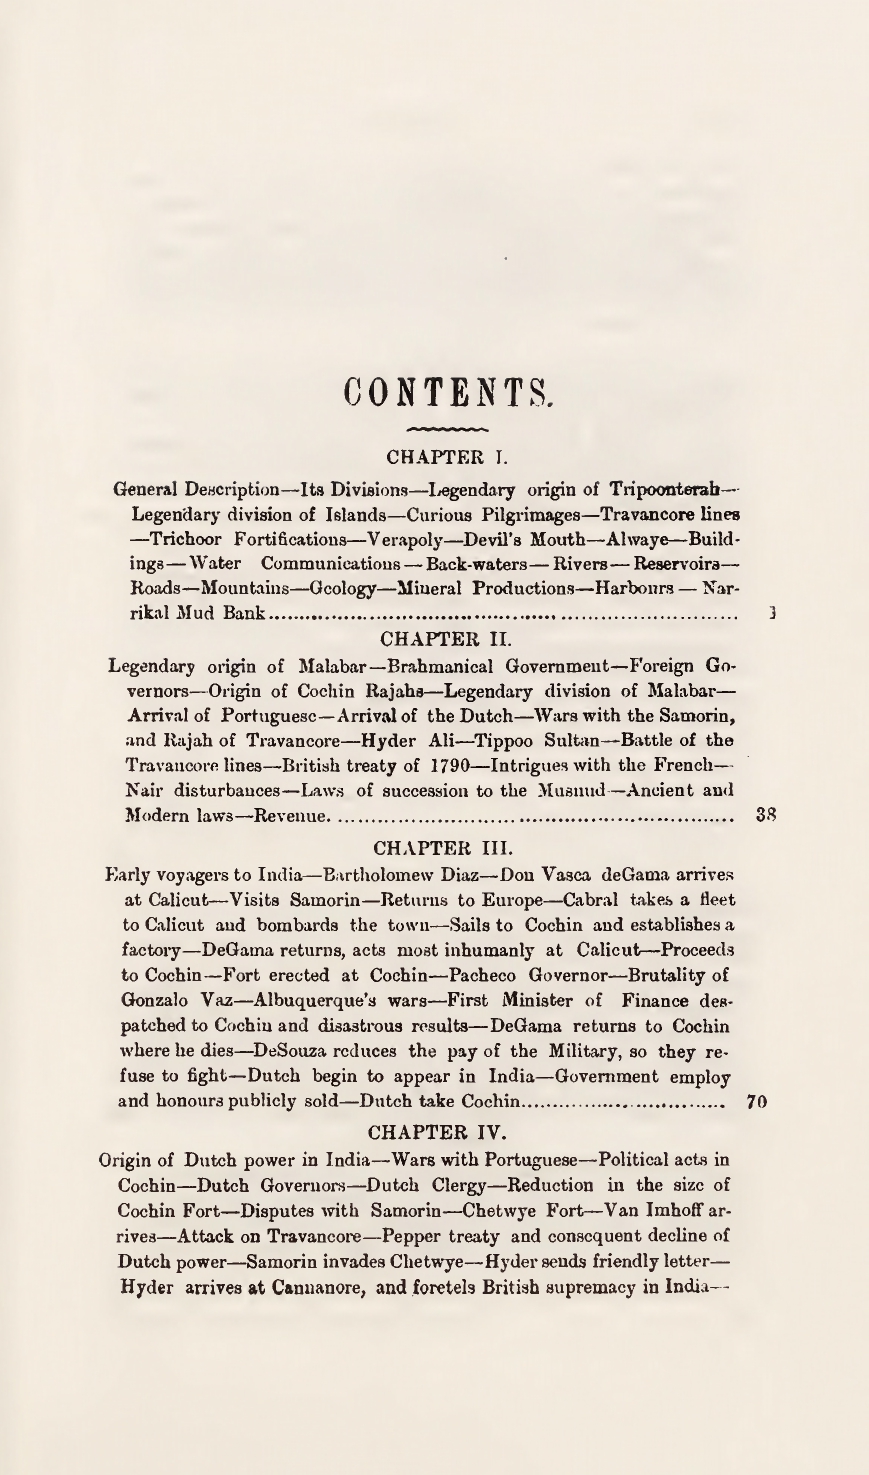 CONTENTS.
CHAPTER I.
General Description—Its Divisions—Legendary origin of Tripoonterah—
Legendary division of Islands—Curious Pilgrimages—Travancore lines
—Trichoor Fortifications—Verapoly—Devil's Mouth—Alwaye—Build-
ings—Water Communications—Back-waters—Rivers—Reservoirs—
Roads—Mountains—Geology—Mineral Productions—Harbours—Nar-
rikal Mud Bank.......................................................................... 1
CHAPTER II.
Legendary origin of Malabar—Brahmanical Government—Foreign Go-
vernors—Origin of Cochin Rajahs—Legendary division of Malabar—
Arrival of Portuguese—Arrival of the Dutch—Wars with the Samorin,
and Rajah of Travancore—Hyder Ali—Tippoo Sultan—Battle of the
Travancore lines—British treaty of 1790—Intrigues with the French—
Nair disturbances—Laws of succession to the Musnud—Ancient and
Modern laws—Revenue. ................................................................ 38
CHAPTER III.
Early voyagers to India—Bartholomew Diaz—Don Vasca deGama arrives
at Calicut—Visits Samorin—Returns to Europe—Cabral takes a fleet
to Calicut and bombards the town—Sails to Cochin and establishes a
factory—DeGama returns, acts most inhumanly at Calicut—Proceeds
to Cochin—Fort erected at Cochin—Pacheco Governor—Brutality of
Gonzalo Vaz—Albuquerque's wars—First Minister of Finance des-
patched to Cochin and disastrous results—DeGama returns to Cochin
where he dies—DeSouza reduces the pay of the Military, so they re-
fuse to fight—Dutch begin to appear in India—Government employ
and honours publicly sold—Dutch take Cochin................................. 70
CHAPTER IV.
Origin of Dutch power in India—Wars with Portuguese—Political acts in
Cochin—Dutch Governors—Dutch Clergy—Reduction in the size of
Cochin Fort—Disputes with Samorin—Chetwye Fort—Van Imhoff ar-
rives—Attack on Travancore—Pepper treaty and consequent decline of
Dutch power—Samorin invades Chetwye—Hyder sends friendly letter—
Hyder arrives at Cannanore, and foretels British supremacy in India—